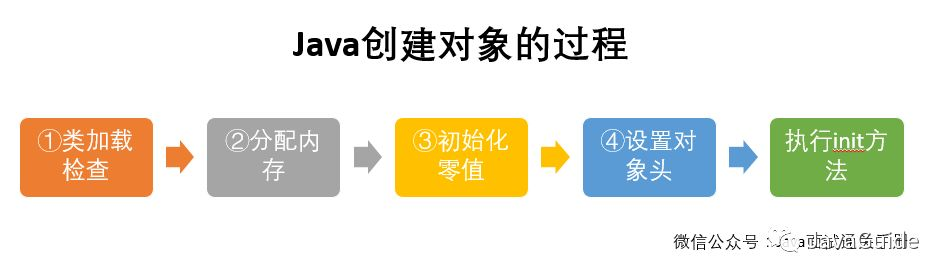 Java创建对象的过程
①类加载
检查
②分配内
存
③初始化
零值
④设置对
象头
执行init方
法
微信公众号
JavaGuide